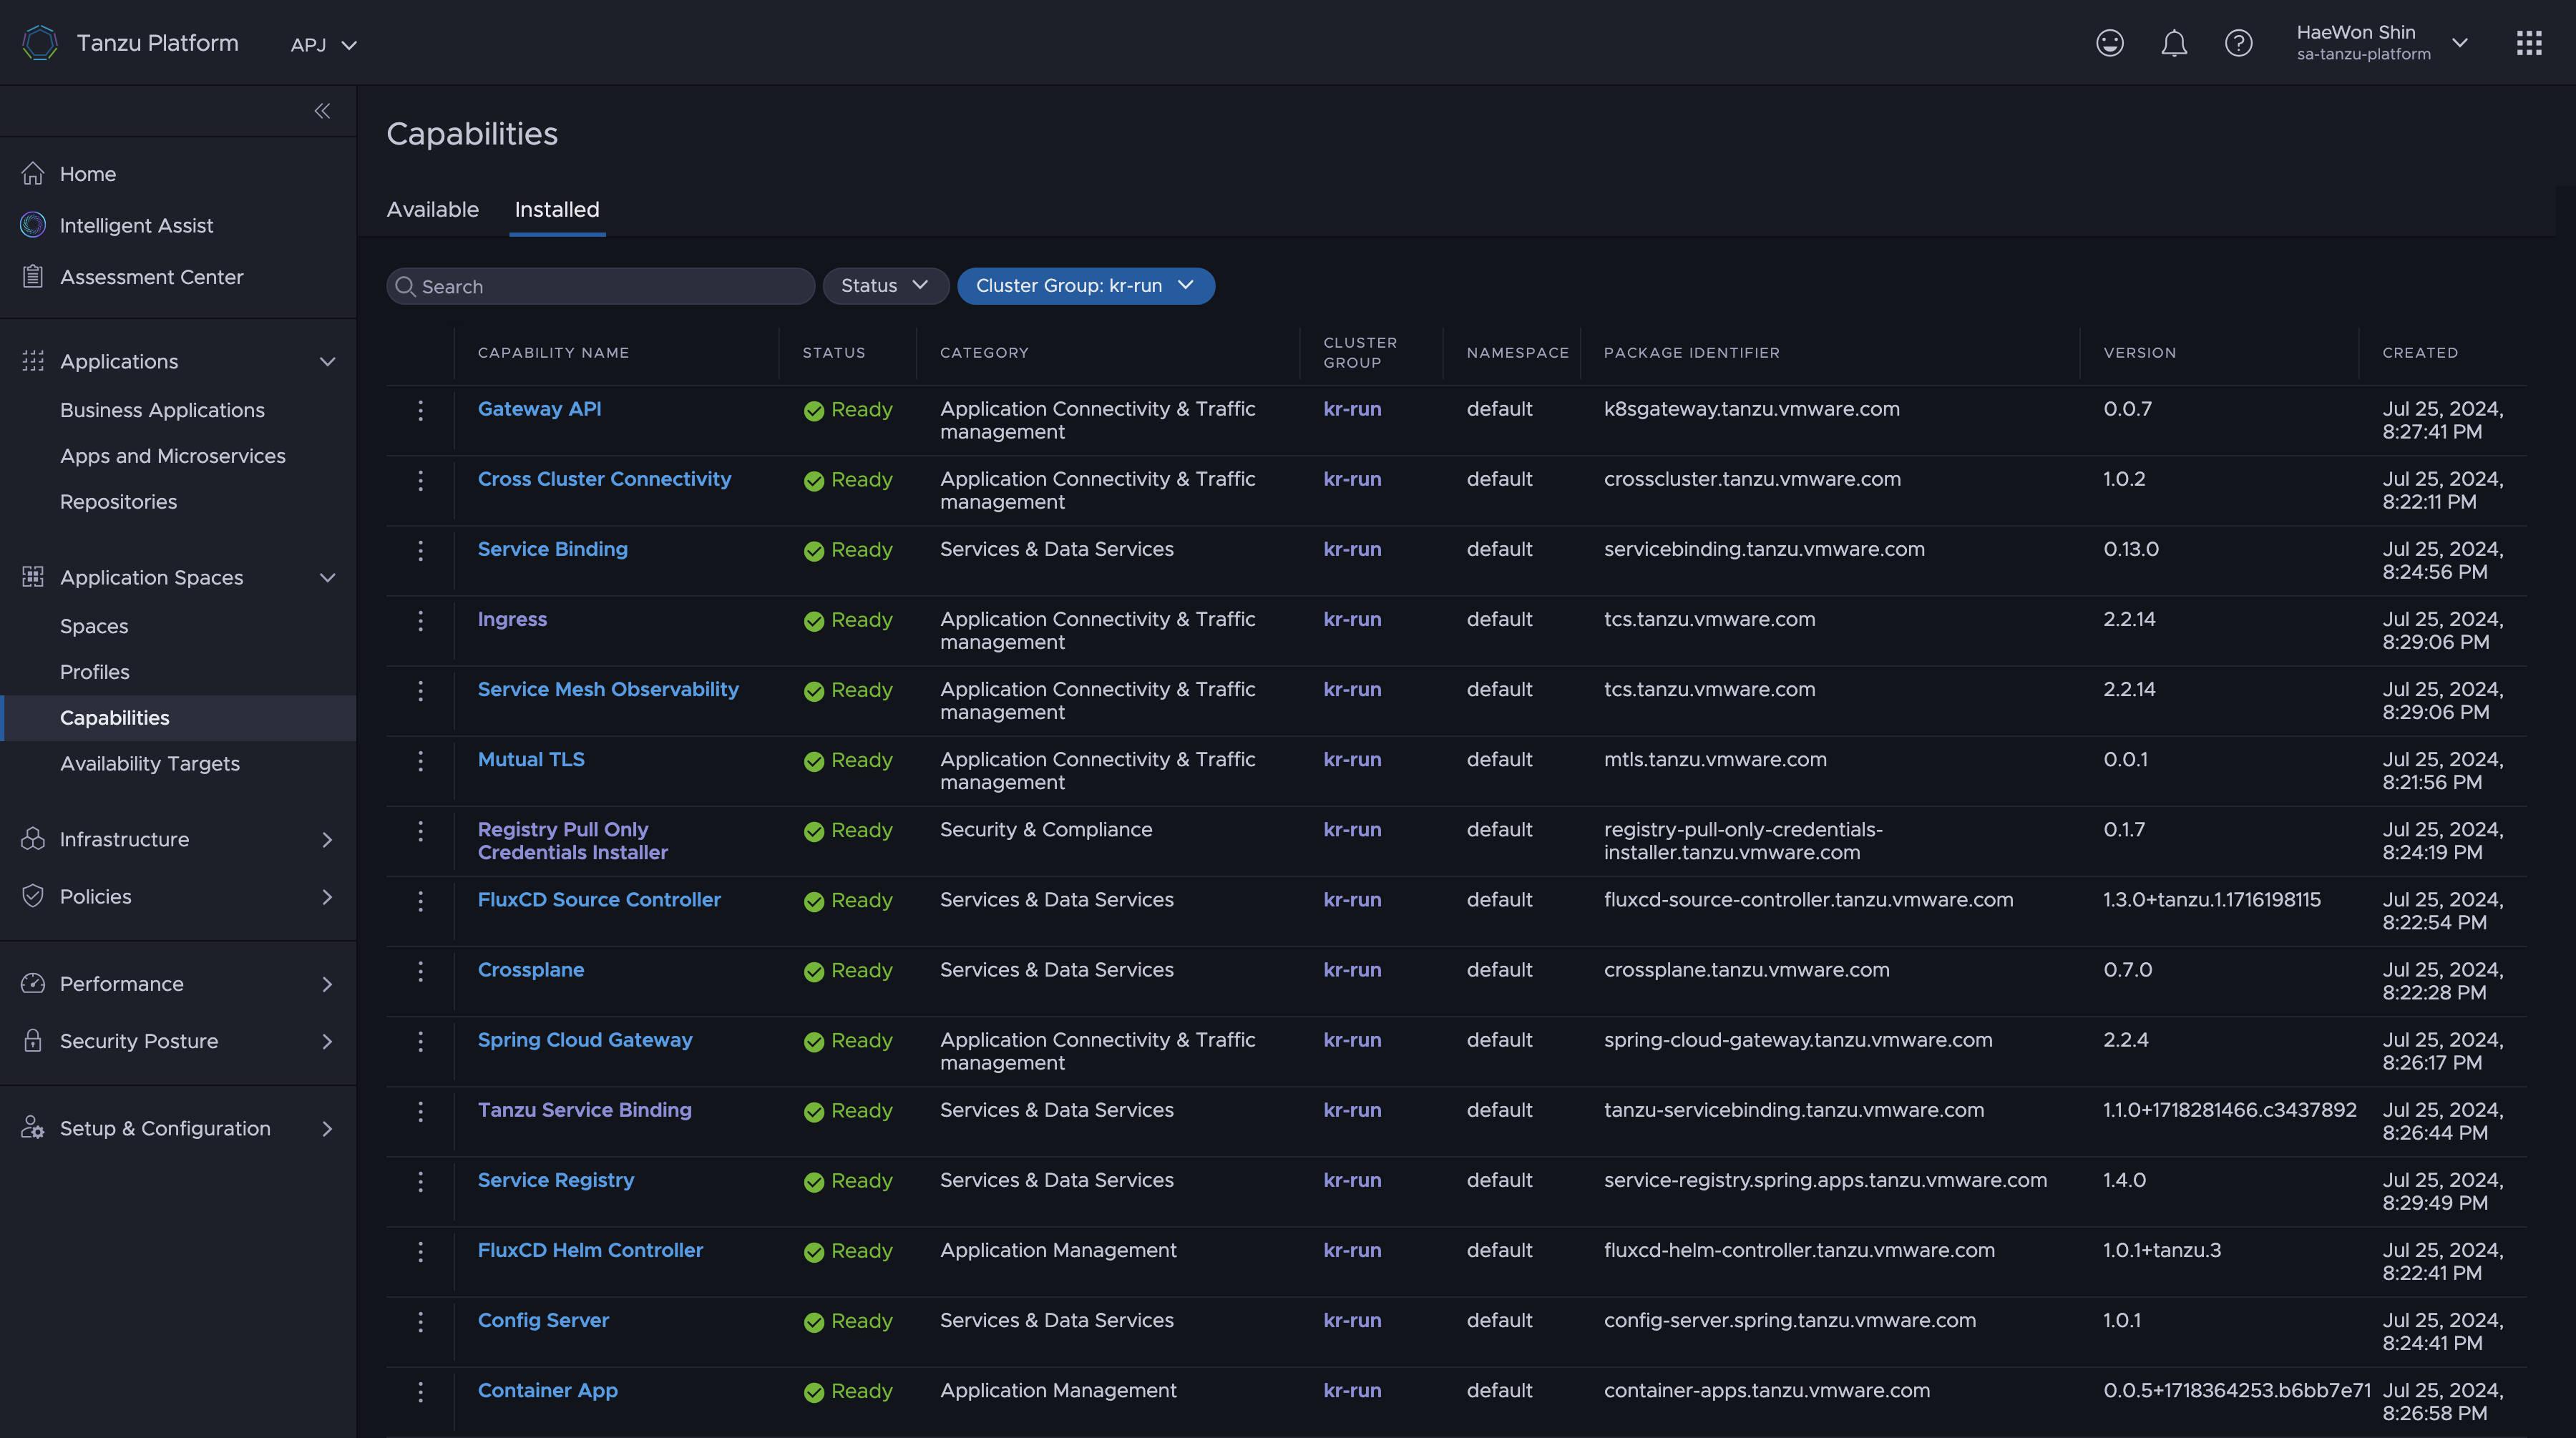 Tanzu Platform
APJ
HaeWon Shin
sa-tanzu-platform
Home
Intelligent Assist
Assessment Center
Applications
Business Applications
Apps and Microservices
Repositories
Application Spaces
Spaces
Profiles
Capabilities
Availability Targets
Infrastructure
Policies
Performance
Security Posture
Setup & Configuration
Capabilities
Available Installed
Search Status Cluster Group: kr-run
CAPABILITY NAME STATUS CATEGORY CLUSTER GROUP NAMESPACE PACKAGE IDENTIFIER VERSION CREATED
Gateway API Ready Application Connectivity & Traffic kr-run default k8sgateway.tanzu.vmware.com 0.0.7 Jul 25, 2024,
management 8:27:41 PM
Cross Cluster Connectivity Ready Application Connectivity & Traffic kr-run default crosscluster.tanzu.vmware.com 1.0.2 Jul 25, 2024,
management 8:22:11 PM
Service Binding Ready Services & Data Services kr-run default servicebinding.tanzu.vmware.com 0.13.0 Jul 25, 2024,
8:24:56 PM
Ingress Ready Application Connectivity & Traffic kr-run default tcs.tanzu.vmware.com 2.2.14 Jul 25, 2024,
management 8:29:06 PM
Service Mesh Observability Ready Application Connectivity & Traffic kr-run default tcs.tanzu.vmware.com 2.2.14 Jul 25, 2024,
management 8:29:06 PM
Mutual TLS Ready Application Connectivity & Traffic kr-run default mtls.tanzu.vmware.com 0.0.1 Jul 25, 2024,
management 8:21:56 PM
Registry Pull Only Ready Security & Compliance kr-run default registry-pull-only-credentials- 0.1.7 Jul 25, 2024,
Credentials Installer installer.tanzu.vmware.com 8:24:19 PM
FluxCD Source Controller Ready Services & Data Services kr-run default fluxcd-source-controller.tanzu.vmware.com 1.3.0+tanzu.1.1716198115 Jul 25, 2024,
8:22:54 PM
Crossplane Ready Services & Data Services kr-run default crossplane.tanzu.vmware.com 0.7.0 Jul 25, 2024,
8:22:28 PM
Spring Cloud Gateway Ready Application Connectivity & Traffic kr-run default spring-cloud-gateway.tanzu.vmware.com 2.2.4 Jul 25, 2024,
management 8:26:17 PM
Tanzu Service Binding Ready Services & Data Services kr-run default tanzu-servicebinding.tanzu.vmware.com 1.1.0+1718281466.c3437892 Jul 25, 2024,
8:26:44 PM
Service Registry Ready Services & Data Services kr-run default service-registry.spring.apps.tanzu.vmware.com 1.4.0 Jul 25, 2024,
8:29:49 PM
FluxCD Helm Controller Ready Application Management kr-run default fluxcd-helm-controller.tanzu.vmware.com 1.0.1+tanzu.3 Jul 25, 2024,
8:22:41 PM
Config Server Ready Services & Data Services kr-run default config-server.spring.tanzu.vmware.com 1.0.1 Jul 25, 2024,
8:24:41 PM
Container App Ready Application Management kr-run default container-apps.tanzu.vmware.com 0.0.5+1718364253.b6bb7e71 Jul 25, 2024,
8:26:58 PM